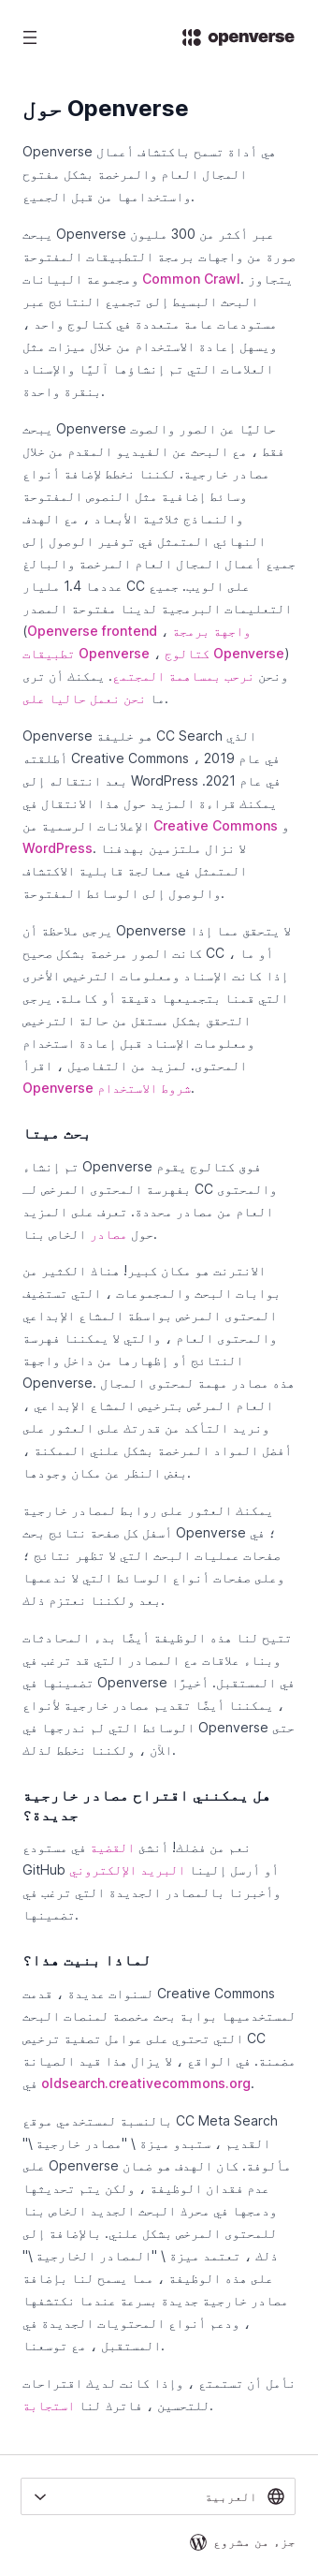 openverse
حول Openverse
Openverse هي أداة تسمح باكتشاف أعمال
المجال العام والمرخصة بشكل مفتوح
واستخدامها من قبل الجميع.
يبحث Openverse عبر أكثر من 300 مليون
صورة من واجهات برمجة التطبيقات المفتوحة
ومجموعة البيانات Common Crawl. يتجاوز
البحث البسيط إلى تجميع النتائج عبر
مستودعات عامة متعددة في كتالوج واحد ،
ويسهل إعادة الاستخدام من خلال ميزات مثل
العلامات التي تم إنشاؤها آليًا والإسناد
بنقرة واحدة.
يبحث Openverse حاليًا عن الصور والصوت
فقط ، مع البحث عن الفيديو المقدم من خلال
مصادر خارجية. لكننا نخطط لإضافة أنواع
وسائط إضافية مثل النصوص المفتوحة
والنماذج ثلاثية الأبعاد ، مع الهدف
النهائي المتمثل في توفير الوصول إلى
جميع أعمال المجال العام المرخصة والبالغ
عددها 1.4 مليار CC على الويب. جميع
التعليمات البرمجية لدينا مفتوحة المصدر
(Openverse frontend ، واجهة برمجة
تطبيقات Openverse ، كتالوج Openverse)
ونحن نرحب بمساهمة المجتمع. يمكنك أن ترى
ما نحن نعمل حاليا على.
Openverse هو خليفة CC Search الذي
أطلقته Creative Commons في عام 2019 ،
بعد انتقاله إلى WordPress في عام 2021.
يمكنك قراءة المزيد حول هذا الانتقال في
الإعلانات الرسمية من Creative Commons و
WordPress. لا نزال ملتزمين بهدفنا
المتمثل في معالجة قابلية الاكتشاف
والوصول إلى الوسائط المفتوحة.
يرجى ملاحظة أن Openverse لا يتحقق مما إذا
كانت الصور مرخصة بشكل صحيح CC ، أو ما
إذا كانت الإسناد ومعلومات الترخيص الأخرى
التي قمنا بتجميعها دقيقة أو كاملة. يرجى
التحقق بشكل مستقل من حالة الترخيص
ومعلومات الإسناد قبل إعادة استخدام
المحتوى. لمزيد من التفاصيل ، اقرأ
Openverse شروط الاستخدام.
بحث ميتا
تم إنشاء Openverse فوق كتالوج يقوم
بفهرسة المحتوى المرخص لـ CC والمحتوى
العام من مصادر محددة. تعرف على المزيد
حول مصادر الخاص بنا.
الانترنت هو مكان كبير! هناك الكثير من
بوابات البحث والمجموعات ، التي تستضيف
المحتوى المرخص بواسطة المشاع الإبداعي
والمحتوى العام ، والتي لا يمكننا فهرسة
النتائج أو إظهارها من داخل واجهة
Openverse. هذه مصادر مهمة لمحتوى المجال
العام المرخّص بترخيص المشاع الإبداعي ،
ونريد التأكد من قدرتك على العثور على
أفضل المواد المرخصة بشكل علني الممكنة ،
بغض النظر عن مكان وجودها.
يمكنك العثور على روابط لمصادر خارجية
أسفل كل صفحة نتائج بحث Openverse ؛ في
صفحات عمليات البحث التي لا تظهر نتائج ؛
وعلى صفحات أنواع الوسائط التي لا ندعمها
بعد ولكننا نعتزم ذلك.
تتيح لنا هذه الوظيفة أيضًا بدء المحادثات
وبناء علاقات مع المصادر التي قد ترغب في
تضمينها في Openverse في المستقبل. أخيرًا
، يمكننا أيضًا تقديم مصادر خارجية لأنواع
الوسائط التي لم ندرجها في Openverse حتى
الآن ، ولكننا نخطط لذلك.
هل يمكنني اقتراح مصادر خارجية
جديدة؟
نعم من فضلك! أنشئ القضية في مستودع
GitHub أو أرسل إلينا البريد الإلكتروني
وأخبرنا بالمصادر الجديدة التي ترغب في
تضمينها.
لماذا بنيت هذا؟
لسنوات عديدة ، قدمت Creative Commons
لمستخدميها بوابة بحث مخصصة لمنصات البحث
التي تحتوي على عوامل تصفية ترخيص CC
مضمنة. في الواقع ، لا يزال هذا قيد الصيانة
في oldsearch.creativecommons.org.
بالنسبة لمستخدمي موقع CC Meta Search
القديم ، ستبدو ميزة \ "مصادر خارجية \"
على Openverse مألوفة. كان الهدف هو ضمان
عدم فقدان الوظيفة ، ولكن يتم تحديثها
ودمجها في محرك البحث الجديد الخاص بنا
للمحتوى المرخص بشكل علني. بالإضافة إلى
ذلك ، تعتمد ميزة \ "المصادر الخارجية \"
على هذه الوظيفة ، مما يسمح لنا بإضافة
مصادر خارجية جديدة بسرعة عندما نكتشفها
، ودعم أنواع المحتويات الجديدة في
المستقبل ، مع توسعنا.
نأمل أن تستمتع ، وإذا كانت لديك اقتراحات
للتحسين ، فاترك لنا استجابة.
العربية
جزء من مشروع